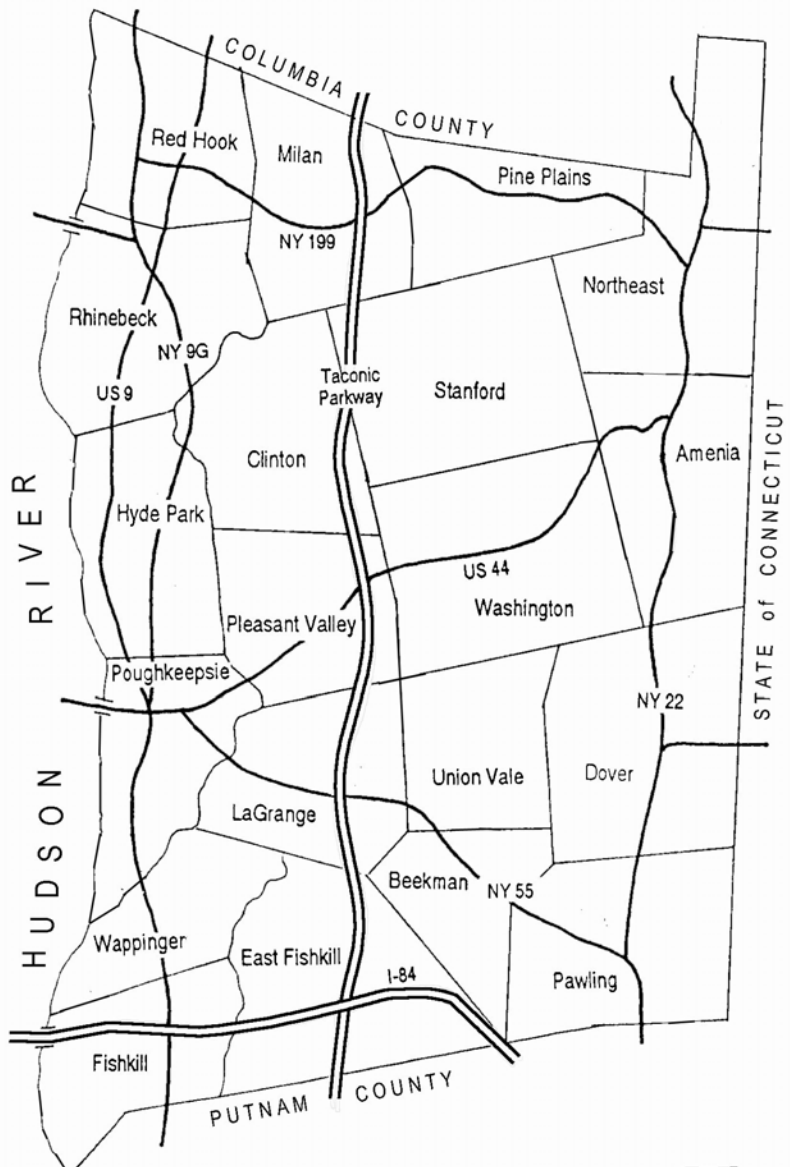 COLUMBIA COUNTY
Red Hook
Milan
Pine Plains
NY 199
Northeast
Rhinebeck
NY 9G
US 9
Taconic
Parkway
Stanford
Clinton
Amenia
Hyde Park
US 44
Washington
Pleasant Valley
Poughkeepsie
NY 22
Union Vale
Dover
LaGrange
Beekman
NY 55
Wappinger
East Fishkill
I-84
Pawling
Fishkill
PUTNAM COUNTY
HUDSON RIVER
STATE of CONNECTICUT